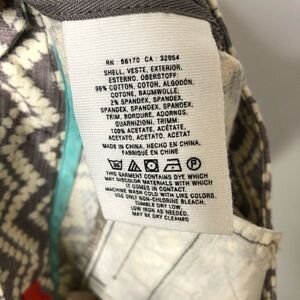 RN : 66170 CA : 32054
SHELL, VESTE, EXTERIOR,
ESTERNO, OBERSTOFF:
98% COTTON, COTON, ALGODÓN,
COTONE, BAUMWOLLE;
2% SPANDEX, SPANDEX,
SPANDEX, SPANDEX, SPANDEX.
TRIM, BORDURE, ADORNOS,
GUARNIZIONI, TRIMM:
100% ACETATE, ACÉTATE,
ACETATO, ACETATO, ACETAT.
MADE IN CHINA, HECHO EN CHINA,
FABRIQUÉ EN CHINE
THIS GARMENT CONTAINS DYE WHICH
MAY DISCOLOR MATERIALS WITH WHICH
IT COMES IN CONTACT.
MACHINE WASH COLD WITH LIKE COLORS,
USE ONLY NON-CHLORINE BLEACH,
TUMBLE DRY LOW,
LOW IRON AS NEEDED,
MAY BE DRY CLEANED